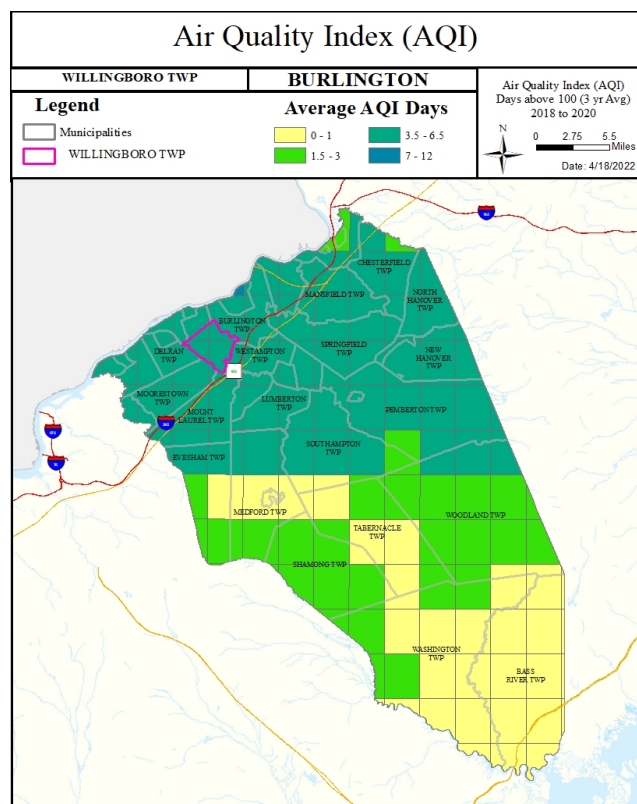 Air Quality Index (AQI)
WILLINGBORO TWP
BURLINGTON
Legend
Municipalities
WILLINGBORO TWP
Average AQI Days
0 - 1
3.5 - 6.5
1.5 - 3
7 - 12
Air Quality Index (AQI)
Days above 100 (3 yr Avg)
2018 to 2020
N
0 2.75 5.5
Miles
Date: 4/18/2022
CHESTERFIELD
TWP
MANSFIELD TWP
NORTH
HANOVER
TWP
BURLINGTON
TWP
SPRINGFIELD
TWP
DELRAN
TWP
WESTAMPTON
TWP
NEW
HANOVER
TWP
MOORESTOWN
TWP
LUMBERTON
TWP
MOUNT
LAUREL TWP
PEMBERTON TWP
SOUTHAMPTON
TWP
EVESHAM TWP
MEDFORD TWP
WOODLAND TWP
TABERNACLE
TWP
SHAMONG TWP
WASHINGTON
TWP
BASS
RIVER TWP